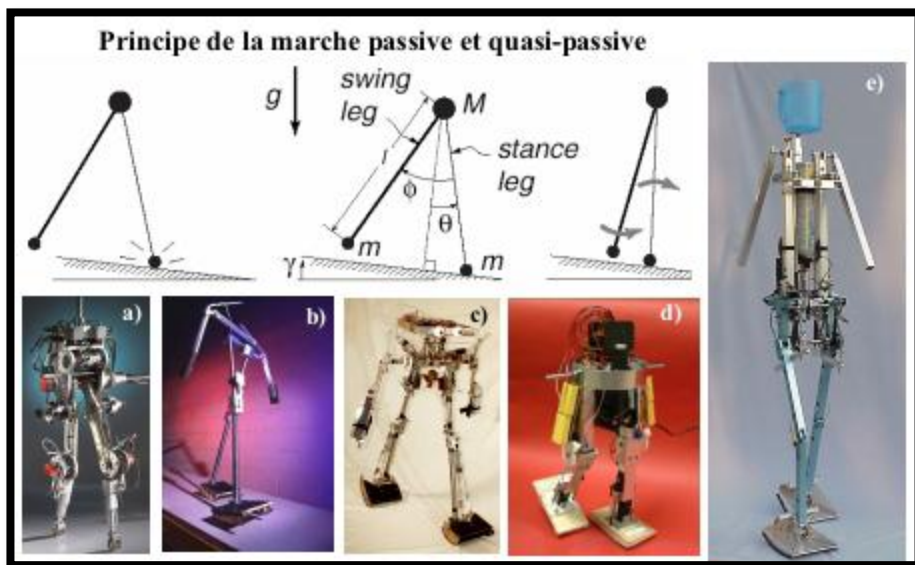 Principe de la marche passive et quasi-passive
g
swing
leg
M
l
ϕ
stance
leg
θ
m
m
γ
a)
b)
c)
d)
e)